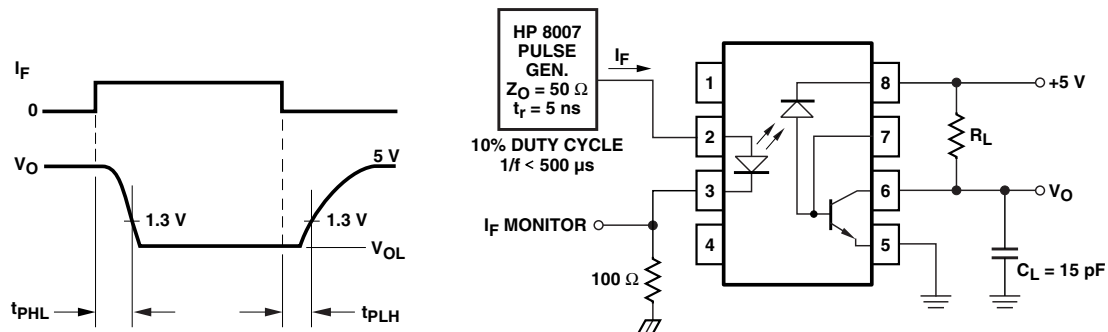 I_F
0
V_O
5 V
1.3 V
1.3 V
V_OL
t_PHL
t_PLH
HP 8007
PULSE
GEN.
Z_O = 50 Ω
t_r = 5 ns
I_F
10% DUTY CYCLE
1/f < 500 µs
I_F MONITOR
100 Ω
1
2
3
4
8
7
6
5
+5 V
R_L
V_O
C_L = 15 pF